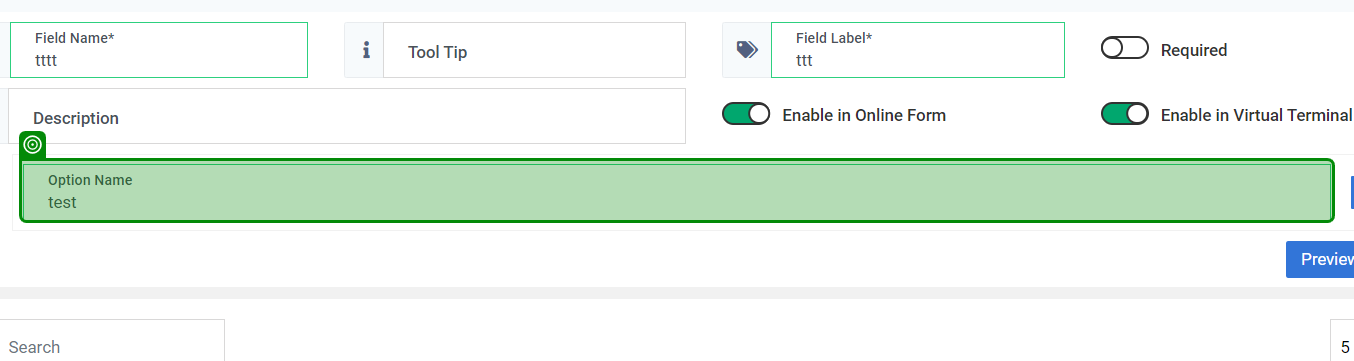 Field Name*
tttt
Tool Tip
Field Label*
ttt
Required
Description
Enable in Online Form
Enable in Virtual Terminal
Option Name
test
Preview
Search
5